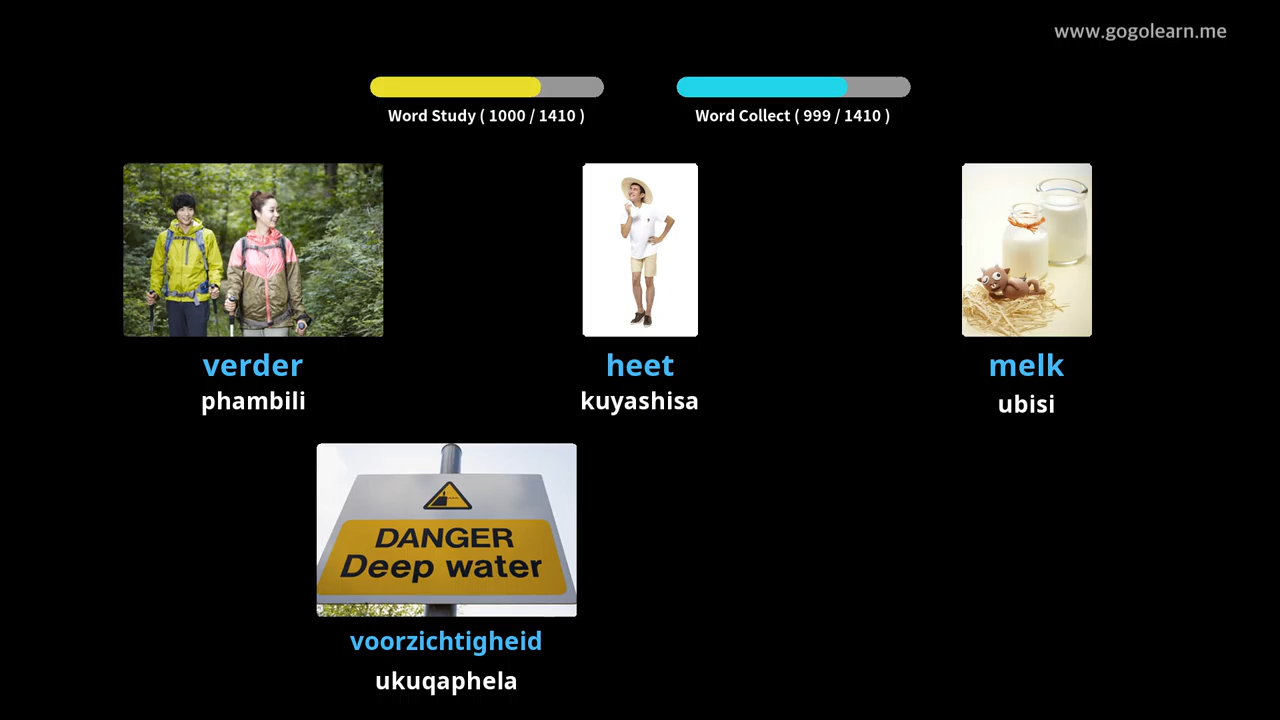 www.gogolearn.me
Word Study ( 1000 / 1410 )
Word Collect ( 999 / 1410 )
verder
phambili
heet
kuyashisa
melk
ubisi
DANGER
Deep water
voorzichtigheid
ukuqaphela